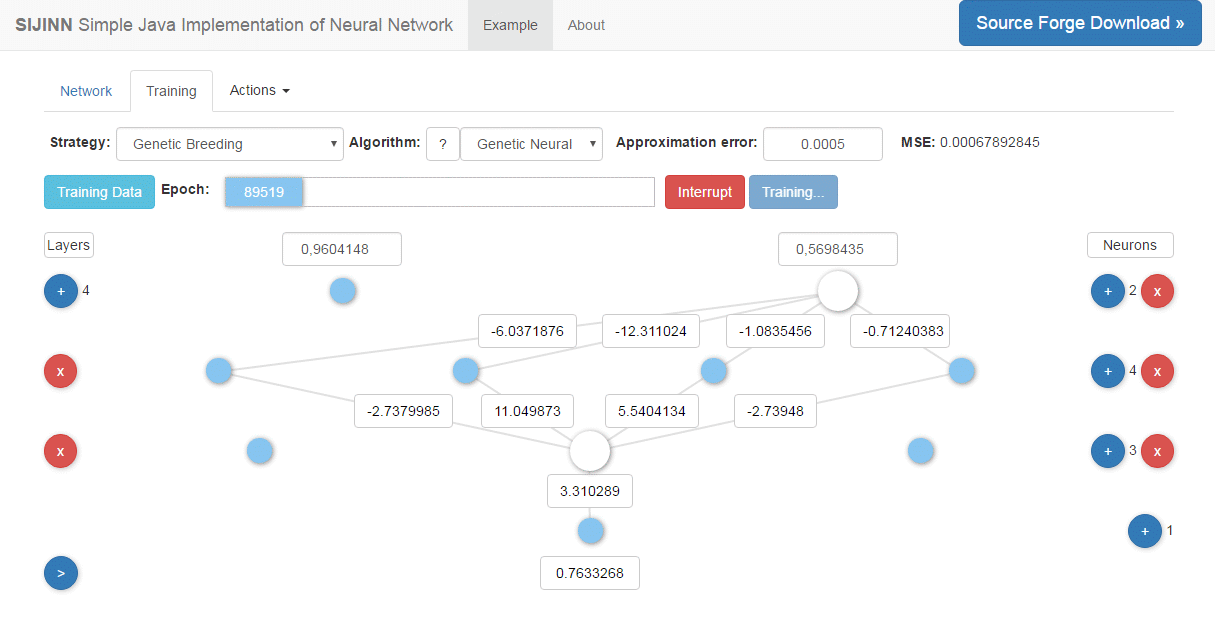 SIJINN Simple Java Implementation of Neural Network Example About Source Forge Download »
Network Training Actions
Strategy: Genetic Breeding Algorithm: ? Genetic Neural Approximation error: 0.0005 MSE: 0.00067892845
Training Data Epoch: 89519 Interrupt Training...
Layers 0,9604148 0,5698435 Neurons
+ 4 + 2 x
-6.0371876 -12.311024 -1.0835456 -0.71240383
x + 4 x
-2.7379985 11.049873 5.5404134 -2.73948
x + 3 x
3.310289
+ 1
> 0.7633268